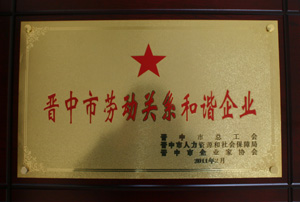 晋中市劳动关系和谐企业
晋中市总工会
晋中市人力资源和社会保障局
晋中市企业家协会
2011年2月